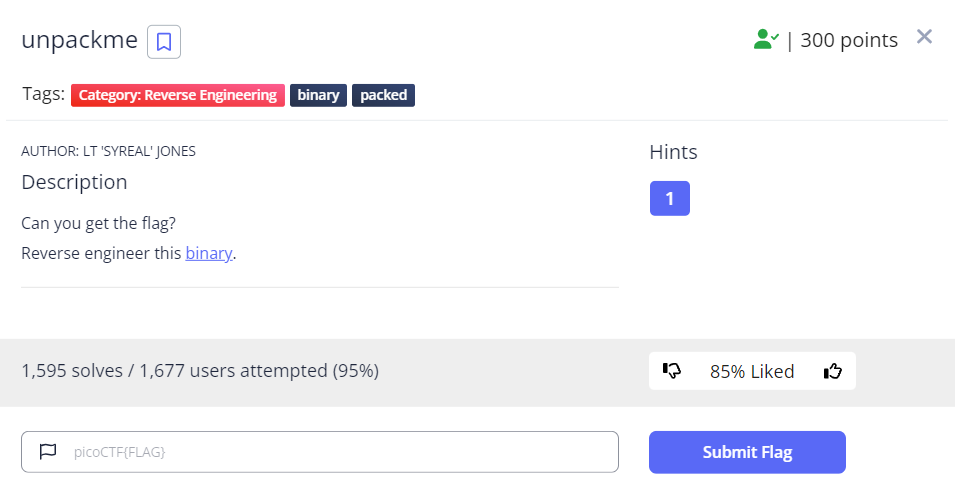 unpackme
| 300 points
Tags: Category: Reverse Engineering binary packed
AUTHOR: LT 'SYREAL' JONES
Hints
Description
1
Can you get the flag?
Reverse engineer this binary.
1,595 solves / 1,677 users attempted (95%)
85% Liked
picoCTF{FLAG}
Submit Flag